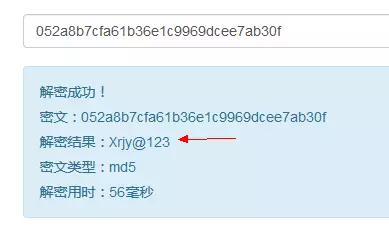 052a8b7cfa61b36e1c9969dcee7ab30f
解密成功！
密文：052a8b7cfa61b36e1c9969dcee7ab30f
解密结果：Xrjy@123
密文类型：md5
解密用时：56毫秒